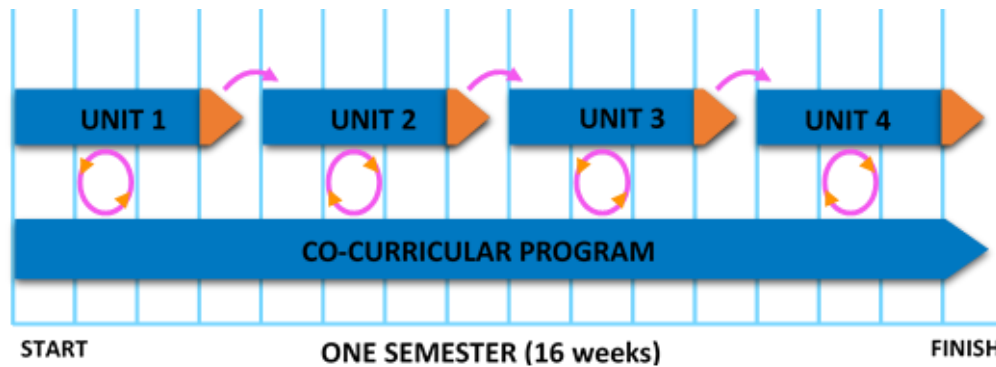 UNIT 1
UNIT 2
UNIT 3
UNIT 4
CO-CURRICULAR PROGRAM
START
ONE SEMESTER (16 weeks)
FINISH